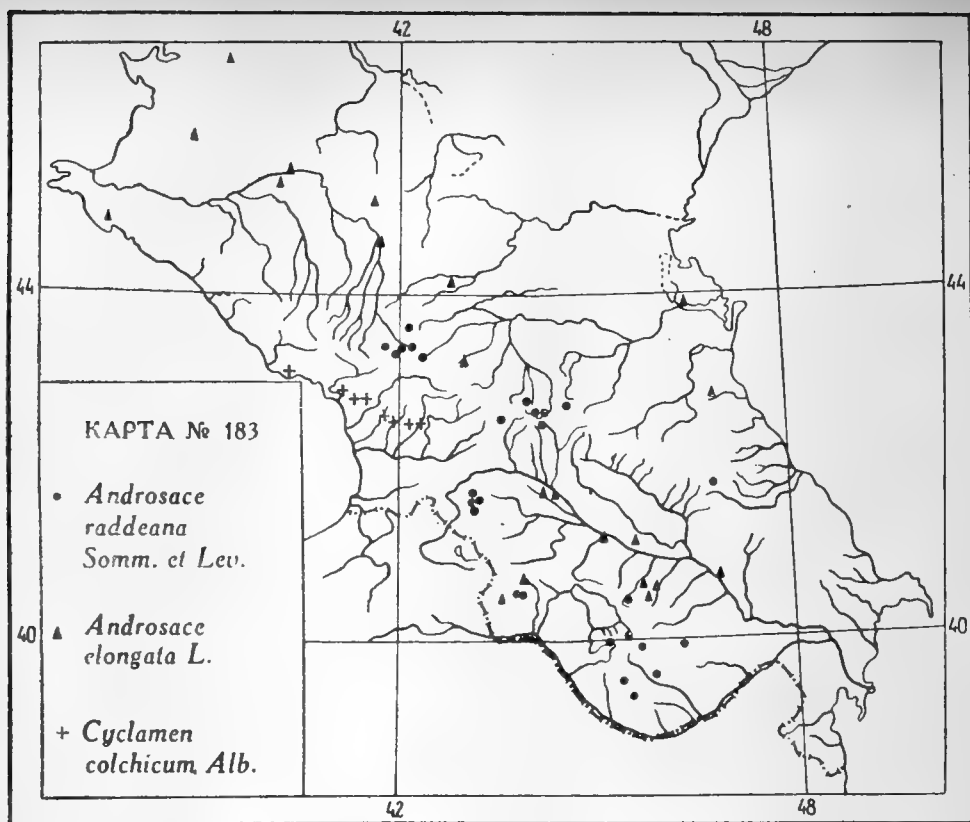 42 48
44 44
КАРТА № 183
• Androsace
raddeana
Somm. et Lev.
▲ Androsace
elongata L.
+ Cyclamen
colchicum Alb.
40 40
42 48